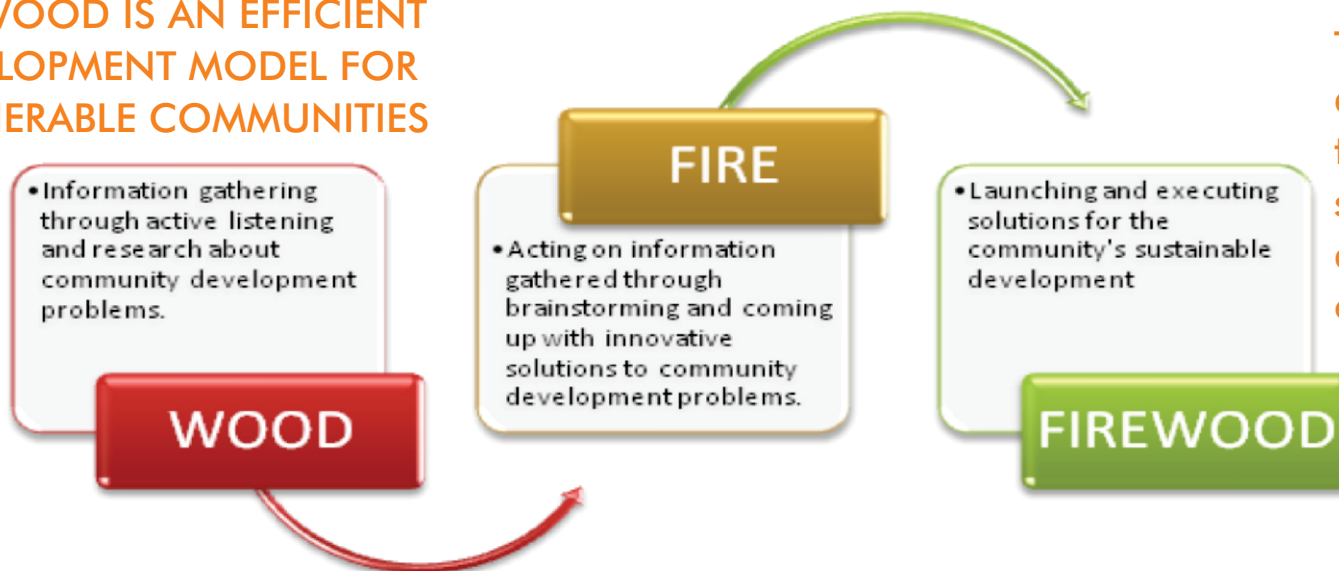 WOOD IS AN EFFICIENT
LOPMENT MODEL FOR
ERABLE COMMUNITIES
•Information gathering
through active listening
and research about
community development
problems.
WOOD
FIRE
•Acting on information
gathered through
brainstorming and coming
up with innovative
solutions to community
development problems.
•Launching and executing
solutions for the
community's sustainable
development
FIREWOOD